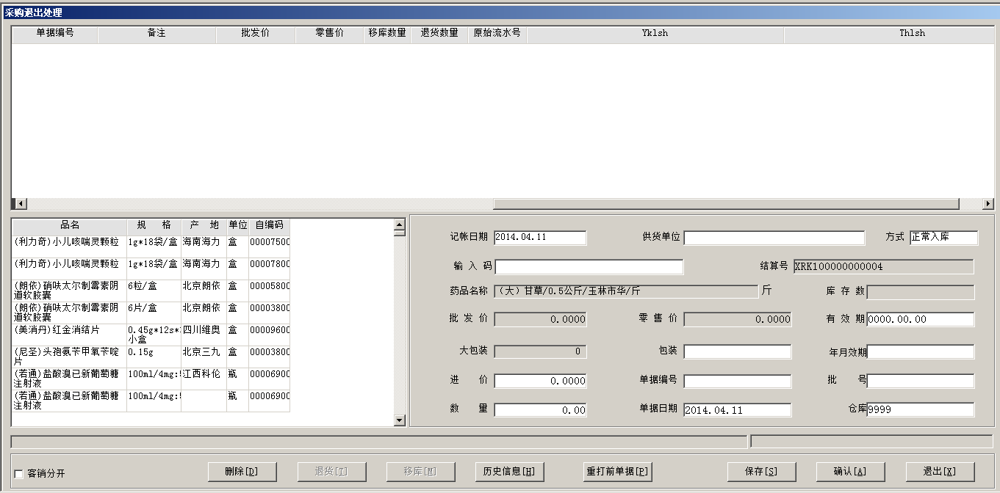 采购退出处理
单据编号 备注 批发价 零售价 移库数量 退货数量 原始流水号 Yklsh Thlsh
品名 规 格 产 地 单位 自编码
(利力奇)小儿咳喘灵颗粒 1g*18袋/盒 海南海力 盒 0000750
(利力奇)小儿咳喘灵颗粒 1g*18袋/盒 海南海力 盒 0000780
(朗依)硝呋太尔制霉素阴 6粒/盒 北京朗依 盒 0000580
道软胶囊
(朗依)硝呋太尔制霉素阴 6片/盒 北京朗依 盒 0000380
道软胶囊
(美消丹)红金消结片 0.45g*12s* 四川维奥 盒 0000960
小盒
(尼圣)头孢氨苄甲氧苄啶 0.15g 北京三九 盒 0000380
片
(若通)盐酸溴已新葡萄糖 100ml/4mg: 江西科伦 瓶 0000690
注射液
(若通)盐酸溴已新葡萄糖 100ml/4mg: 瓶 0000690
注射液
记帐日期 2014.04.11 供货单位 方式 正常入库
输 入 码 结算号 XRK100000000004
药品名称 (大）甘草/0.5公斤/玉林市华/斤 斤 库 存 数
批 发 价 0.0000 零 售 价 0.0000 有 效 期 0000.00.00
大包装 0 包装 年月效期
进 价 0.0000 单据编号 批 号
数 量 0.00 单据日期 2014.04.11 仓库 9999
客销分开 删除[D] 退货[T] 移库[M] 历史信息[H] 重打前单据[P] 保存[S] 确认[A] 退出[X]